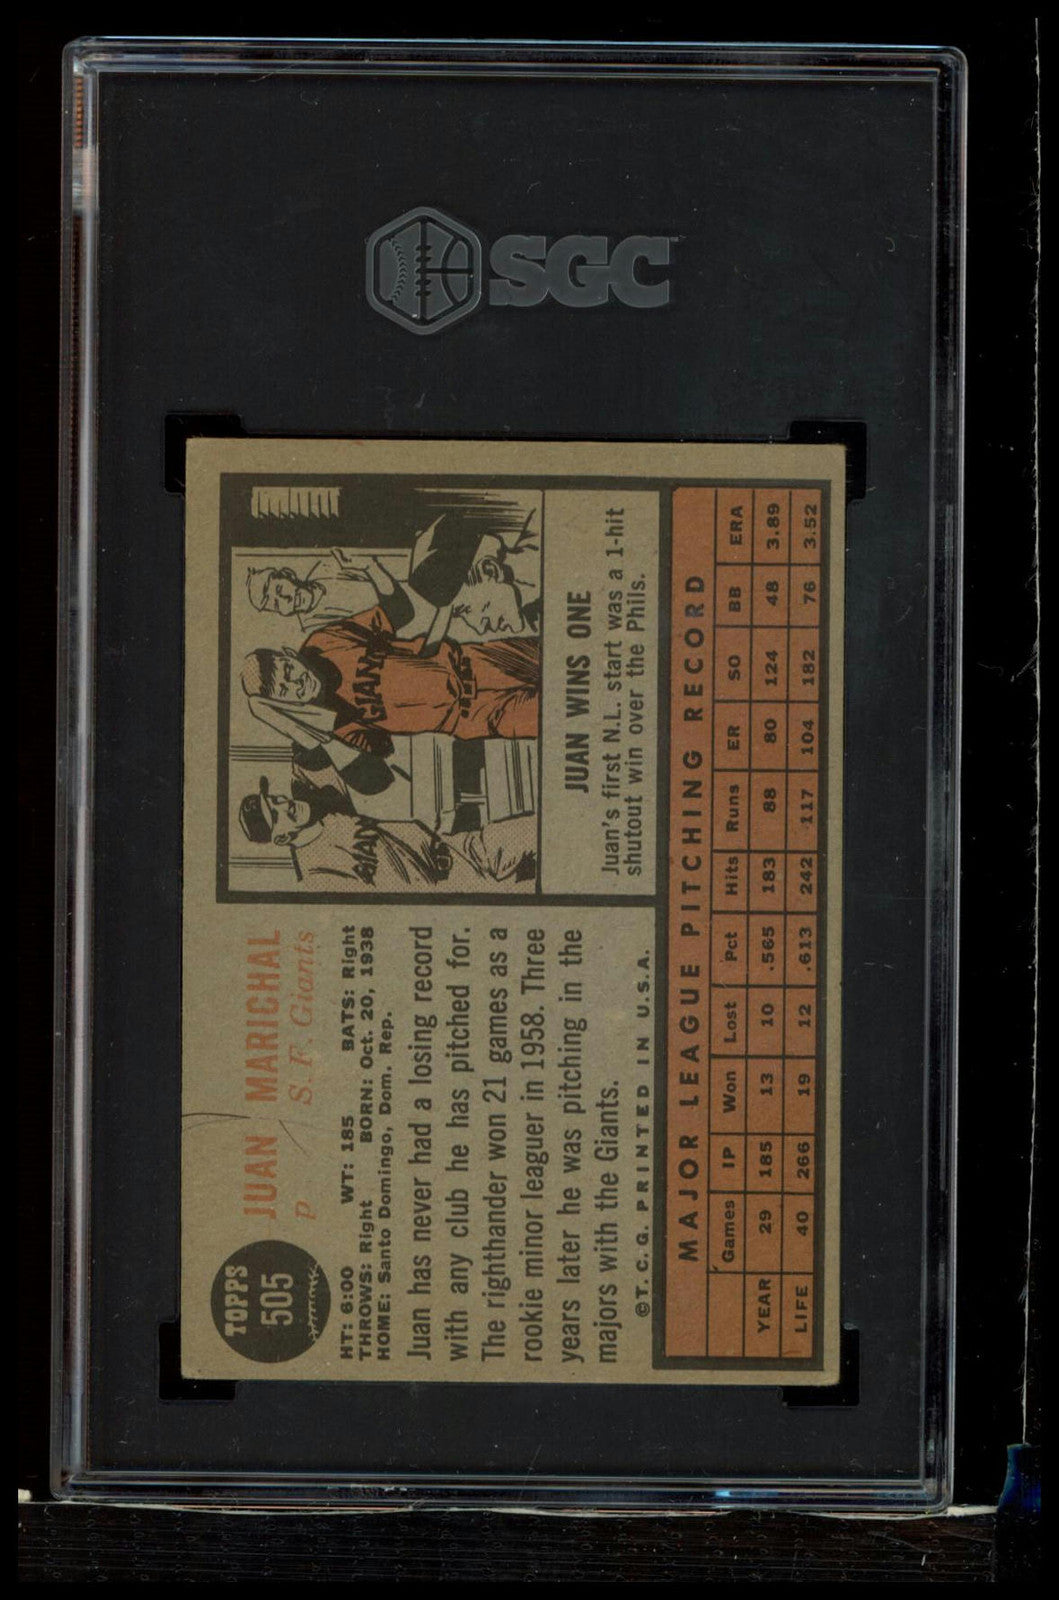 SGC
TOPPS
505
JUAN MARICHAL
P S. F. Giants
HT: 6:00 WT: 185 BATS: Right
THROWS: Right BORN: Oct. 20, 1938
HOME: Santo Domingo, Dom. Rep.
Juan has never had a losing record
with any club he has pitched for.
The righthander won 21 games as a
rookie minor leaguer in 1958. Three
years later he was pitching in the
majors with the Giants.
©T. C. G. PRINTED IN U. S. A.
GIANTS
GIAN
JUAN WINS ONE
Juan's first N.L. start was a 1-hit
shutout win over the Phils.
MAJOR LEAGUE PITCHING RECORD
Games IP Won Lost Pct Hits Runs ER SO BB ERA
YEAR 29 185 13 10 .565 183 88 80 124 48 3.89
LIFE 40 266 19 12 .613 242 117 104 182 76 3.52